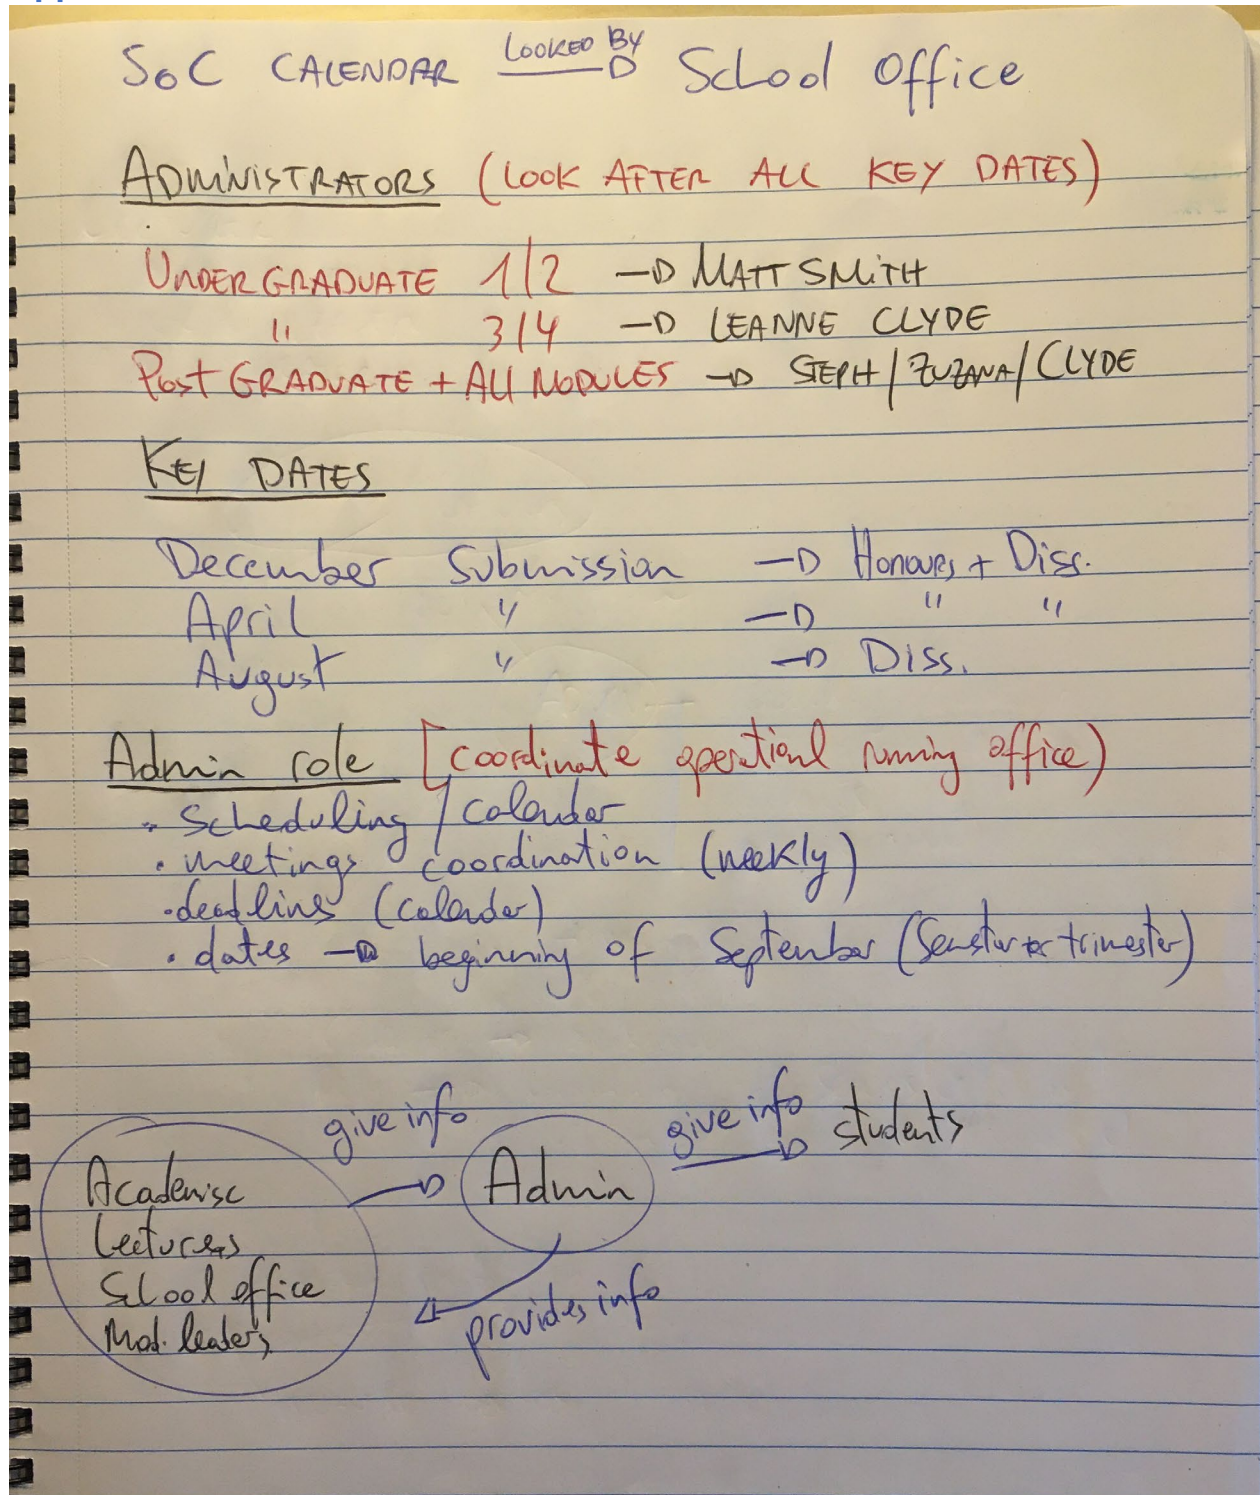 SoC CALENDAR LOOKED BY School Office
ADMINISTRATORS (LOOK AFTER ALL KEY DATES)
UNDERGRADUATE 1/2 → MATT SMITH
" 3/4 → LEANNE CLYDE
Post GRADUATE + All MODULES → STEPH/ZUZANA/CLYDE
KEY DATES
December Submission → Honours + Diss.
April " → " "
August " → Diss.
Admin role [coordinate operational running office)
• Scheduling / calendar
• meetings coordination (weekly)
• deadlines (calendar)
• dates → beginning of September (Semester or trimester)
give info give info students
Academisc → Admin →
Lecturers
School office
provides info
Mod. leaders